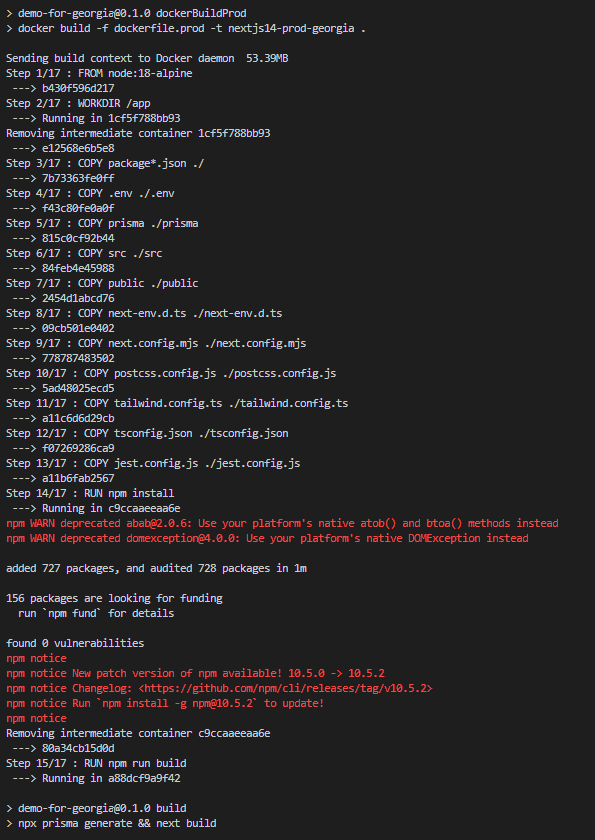 > demo-for-georgia@0.1.0 dockerBuildProd
> docker build -f dockerfile.prod -t nextjs14-prod-georgia .
Sending build context to Docker daemon  53.39MB
Step 1/17 : FROM node:18-alpine
 ---> b430f596d217
Step 2/17 : WORKDIR /app
 ---> Running in 1cf5f788bb93
Removing intermediate container 1cf5f788bb93
 ---> e12568e6b5e8
Step 3/17 : COPY package*.json ./
 ---> 7b73363fe0ff
Step 4/17 : COPY .env ./.env
 ---> f43c80fe0a0f
Step 5/17 : COPY prisma ./prisma
 ---> 815c0cf92b44
Step 6/17 : COPY src ./src
 ---> 84feb4e45988
Step 7/17 : COPY public ./public
 ---> 2454d1abcd76
Step 8/17 : COPY next-env.d.ts ./next-env.d.ts
 ---> 09cb501e0402
Step 9/17 : COPY next.config.mjs ./next.config.mjs
 ---> 778787483502
Step 10/17 : COPY postcss.config.js ./postcss.config.js
 ---> 5ad48025ecd5
Step 11/17 : COPY tailwind.config.ts ./tailwind.config.ts
 ---> a11c6d6d29cb
Step 12/17 : COPY tsconfig.json ./tsconfig.json
 ---> f07269286ca9
Step 13/17 : COPY jest.config.js ./jest.config.js
 ---> a11b6fab2567
Step 14/17 : RUN npm install
 ---> Running in c9ccaaeeaa6e
npm WARN deprecated abab@2.0.6: Use your platform's native atob() and btoa() methods instead
npm WARN deprecated domexception@4.0.0: Use your platform's native DOMException instead
added 727 packages, and audited 728 packages in 1m
156 packages are looking for funding
  run `npm fund` for details
found 0 vulnerabilities
npm notice
npm notice New patch version of npm available! 10.5.0 -> 10.5.2
npm notice Changelog: <https://github.com/npm/cli/releases/tag/v10.5.2>
npm notice Run `npm install -g npm@10.5.2` to update!
npm notice
Removing intermediate container c9ccaaeeaa6e
 ---> 80a34cb15d0d
Step 15/17 : RUN npm run build
 ---> Running in a88dcf9a9f42
> demo-for-georgia@0.1.0 build
> npx prisma generate && next build